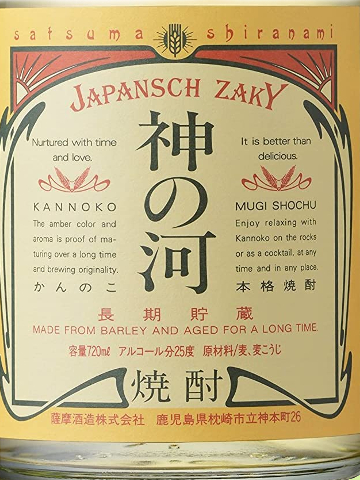 satsuma shiranami
JAPANSCH ZAKY
Nurtured with time
and love.
KANNOKO
The amber color and
aroma is proof of ma-
turing over a long time
and brewing originality.
かんのこ
神の河
It is better than
delicious.
MUGI SHOCHU
Enjoy relaxing with
Kannoko on the rocks
or as a cocktail, at any
time and in any place.
本格焼酎
長期貯蔵
MADE FROM BARLEY AND AGED FOR A LONG TIME.
容量720ml アルコール分25度 原材料/麦、麦こうじ
焼酎
薩摩酒造株式会社 鹿児島県枕崎市立神本町26